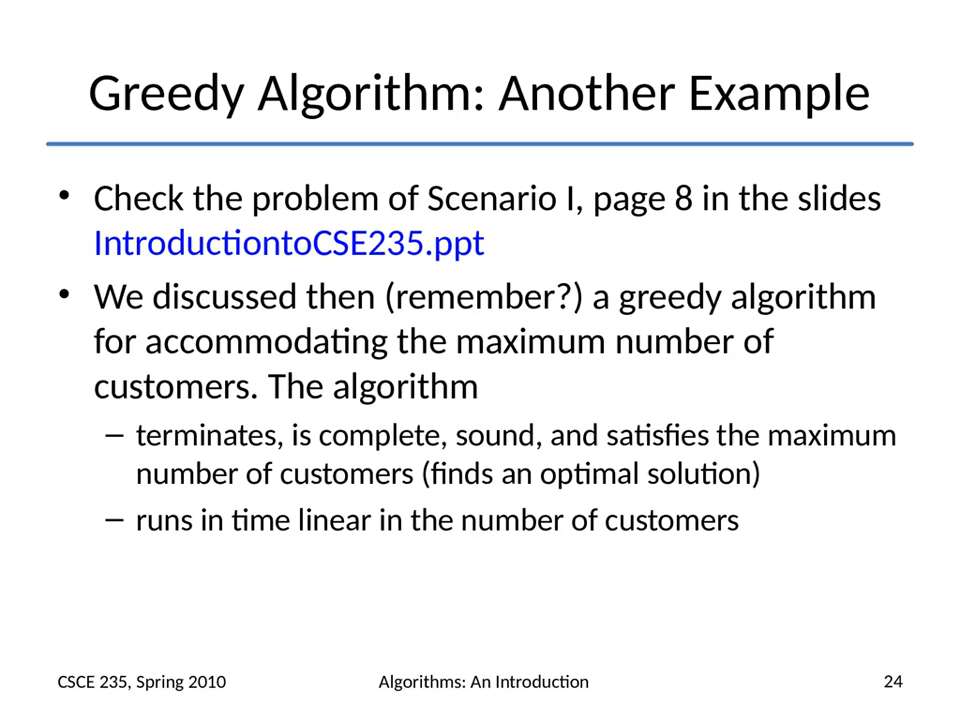 Greedy Algorithm: Another Example
• Check the problem of Scenario I, page 8 in the slides
IntroductiontoCSE235.ppt
• We discussed then (remember?) a greedy algorithm
for accommodating the maximum number of
customers. The algorithm
– terminates, is complete, sound, and satisfies the maximum
number of customers (finds an optimal solution)
– runs in time linear in the number of customers
CSCE 235, Spring 2010
Algorithms: An Introduction
24